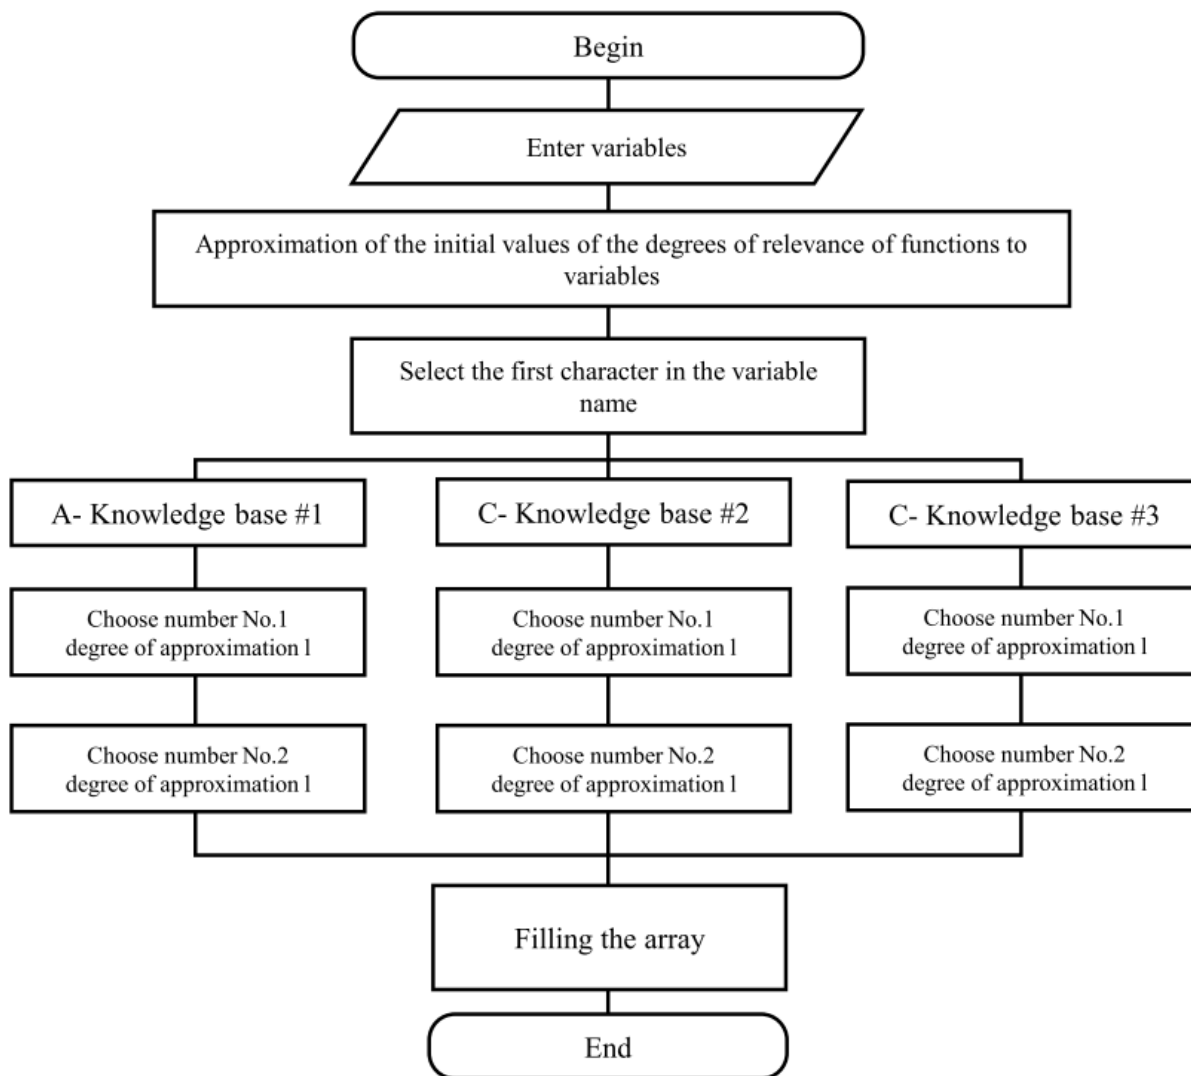 Begin
Enter variables
Approximation of the initial values of the degrees of relevance of functions to
variables
Select the first character in the variable
name
A- Knowledge base #1
C- Knowledge base #2
C- Knowledge base #3
Choose number No.1
degree of approximation l
Choose number No.1
degree of approximation l
Choose number No.1
degree of approximation l
Choose number No.2
degree of approximation l
Choose number No.2
degree of approximation l
Choose number No.2
degree of approximation l
Filling the array
End